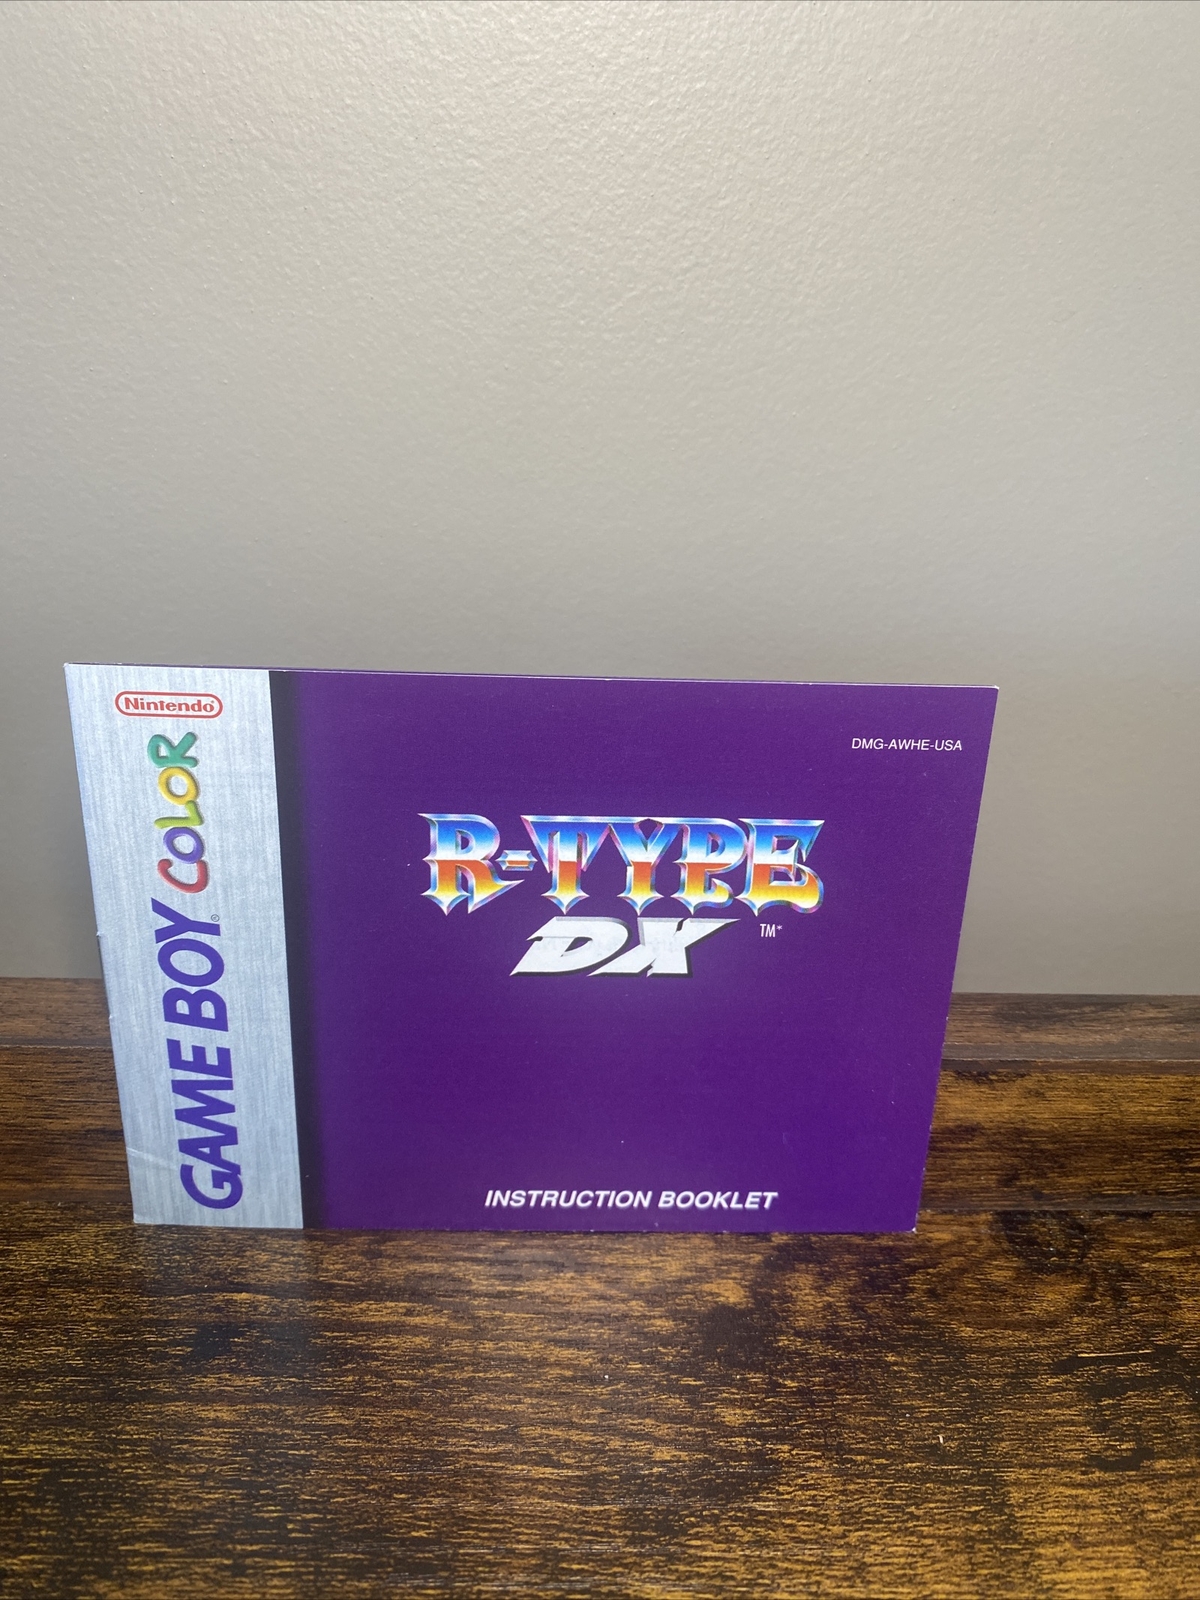 Nintendo®
GAME BOY® COLOR
DMG-AWHE-USA
R-TYPE
DX
TM*
INSTRUCTION BOOKLET